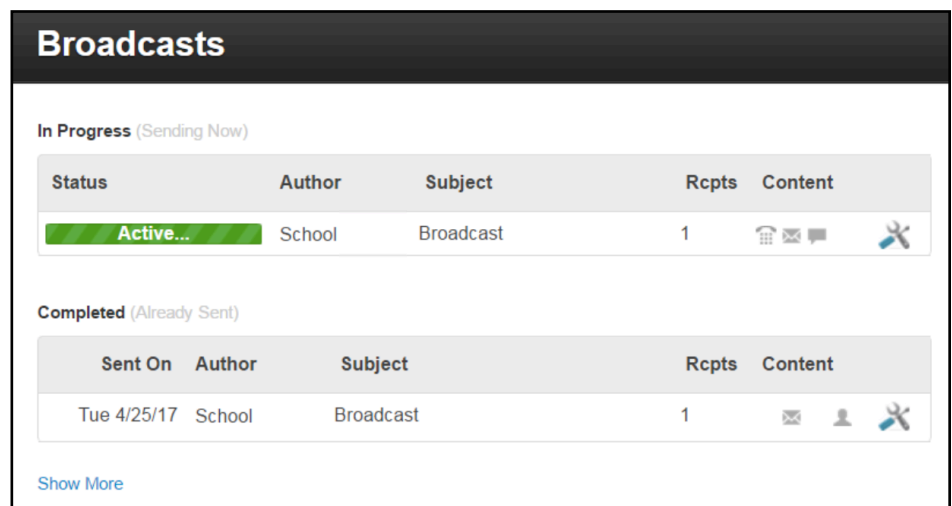 Broadcasts
In Progress (Sending Now)
Status Author Subject Rcpts Content
Active... School Broadcast 1
Completed (Already Sent)
Sent On Author Subject Rcpts Content
Tue 4/25/17 School Broadcast 1
Show More